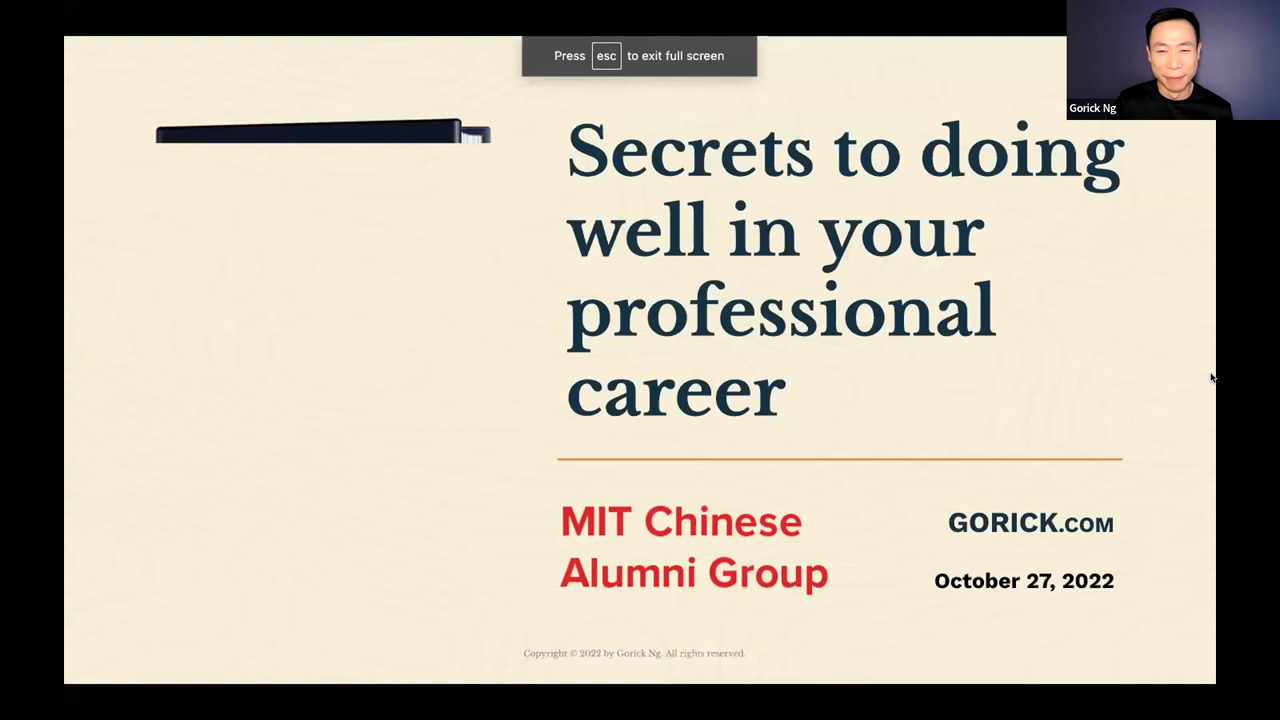 Press esc to exit full screen
Gorick Ng
Secrets to doing
well in your
professional
career
MIT Chinese
Alumni Group
GORICK.COM
October 27, 2022
Copyright © 2022 by Gorick Ng. All rights reserved.